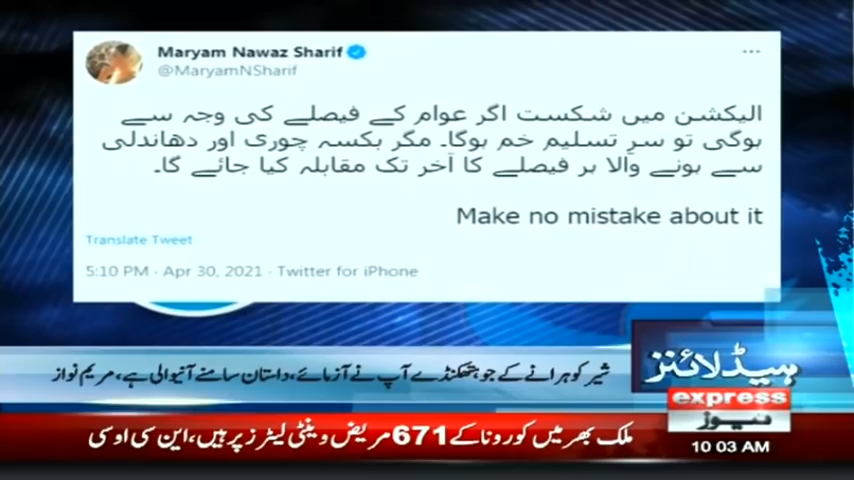 Maryam Nawaz Sharif
@MaryamNSharif
الیکشن میں شکست اگر عوام کے فیصلے کی وجہ سے
ہوگی تو سرِ تسلیم خم ہوگا۔ مگر بکسہ چوری اور دھاندلی
سے ہونے والا ہر فیصلے کا آخر تک مقابلہ کیا جائے گا۔
Make no mistake about it
Translate Tweet
5:10 PM · Apr 30, 2021 · Twitter for iPhone
شیر کو ہرانے کے جو ہتھکنڈے آپ نے آزمائے، داستان سامنے آنیوالی ہے، مریم نواز
ہیڈلائنز
express
نیوز
ملک بھر میں کورونا کے 671 مریض وینٹی لیٹرز پر ہیں، این سی او سی
10 03 AM